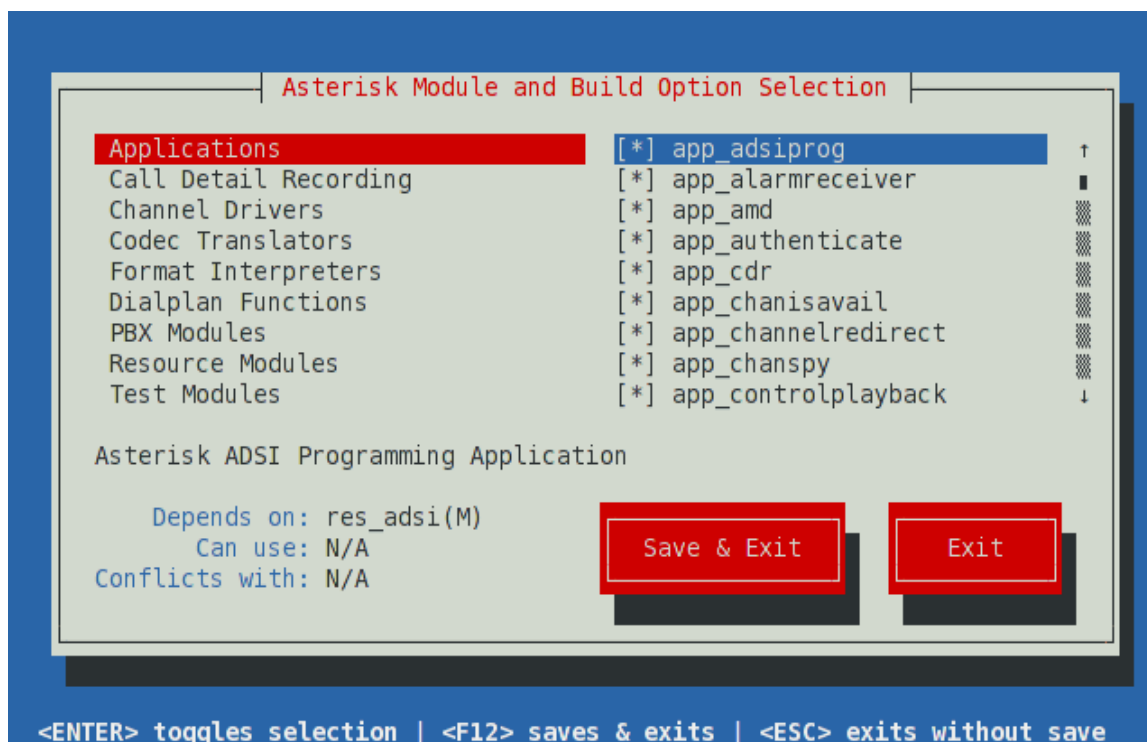 Asterisk Module and Build Option Selection
Applications
Call Detail Recording
Channel Drivers
Codec Translators
Format Interpreters
Dialplan Functions
PBX Modules
Resource Modules
Test Modules
[*] app_adsiprog
[*] app_alarmreceiver
[*] app_amd
[*] app_authenticate
[*] app_cdr
[*] app_chanisavail
[*] app_channelredirect
[*] app_chanspy
[*] app_controlplayback
Asterisk ADSI Programming Application
Depends on: res_adsi(M)
Can use: N/A
Conflicts with: N/A
Save & Exit
Exit
<ENTER> toggles selection | <F12> saves & exits | <ESC> exits without save